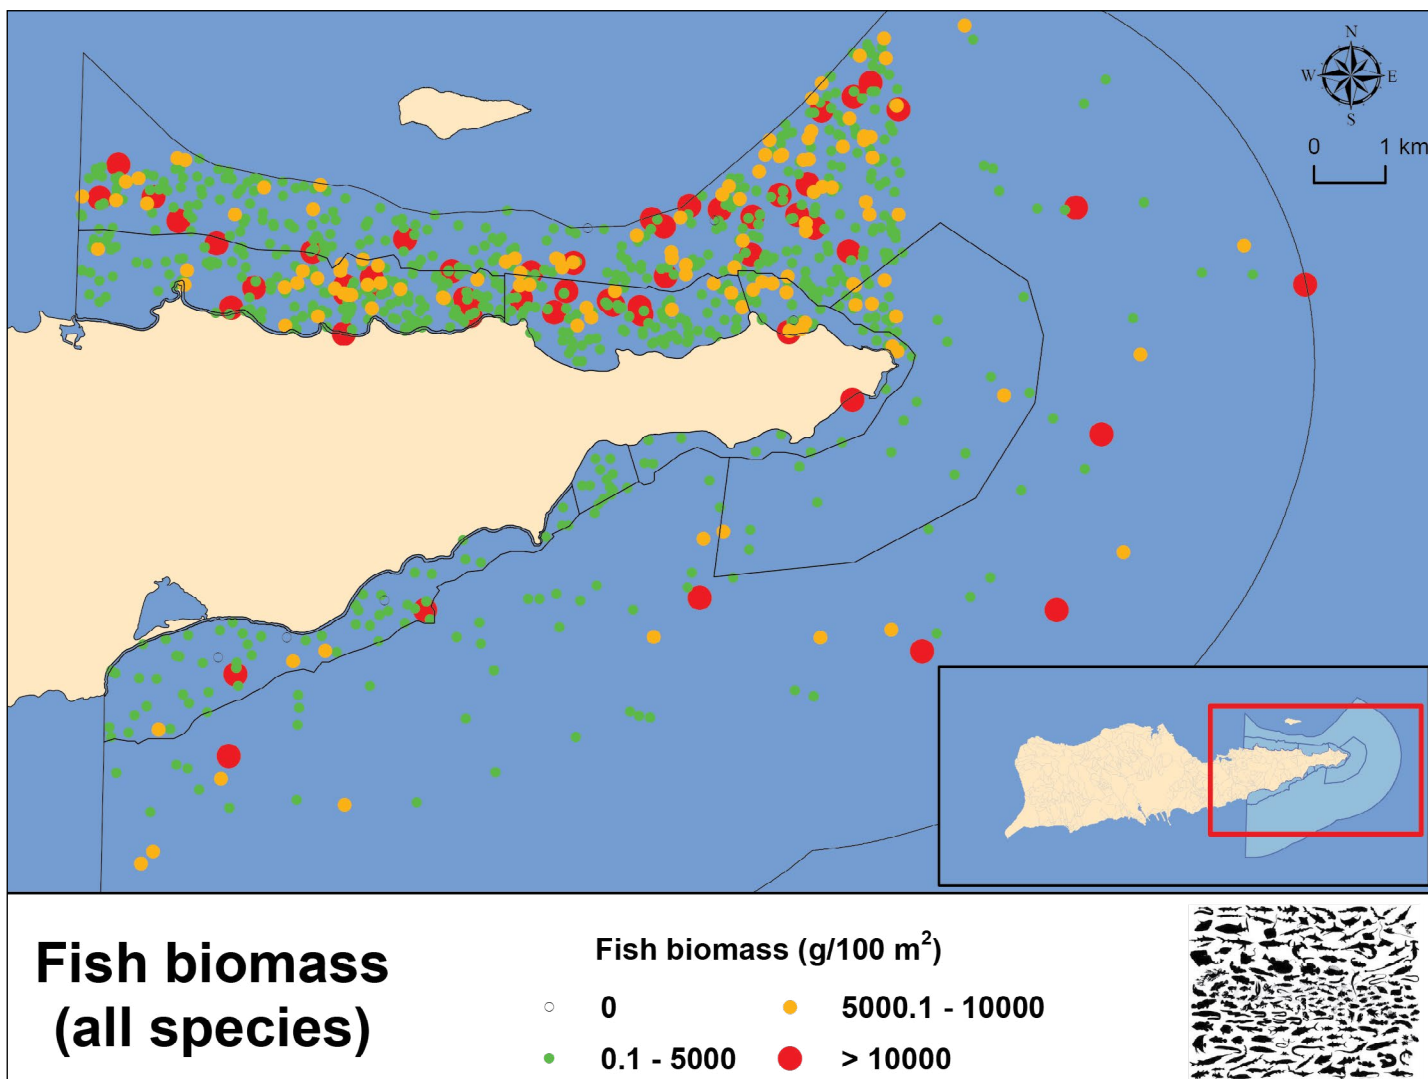 N
W E
S
0 1 km
Fish biomass
(all species)
Fish biomass (g/100 m²)
0
5000.1 - 10000
0.1 - 5000
> 10000